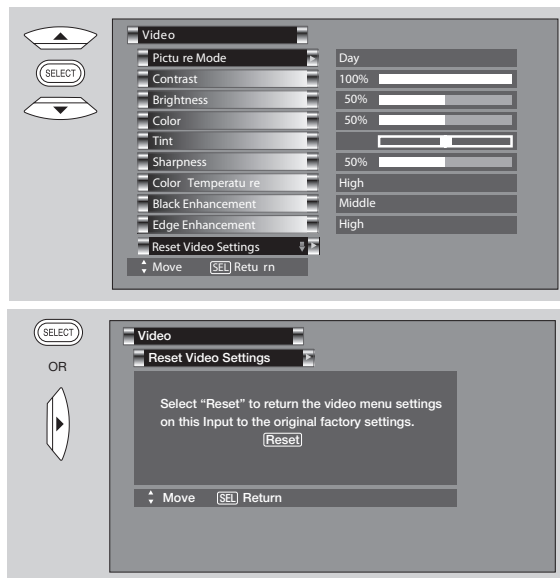 Video
Pictu re Mode Day
SELECT
Contrast 100%
Brightness 50%
Color 50%
Tint
Sharpness 50%
Color Temperatu re High
Black Enhancement Middle
Edge Enhancement High
Reset Video Settings
Move SEL Retu rn
SELECT
OR
Video
Reset Video Settings
Select “Reset” to return the video menu settings
on this Input to the original factory settings.
Reset
Move SEL Return